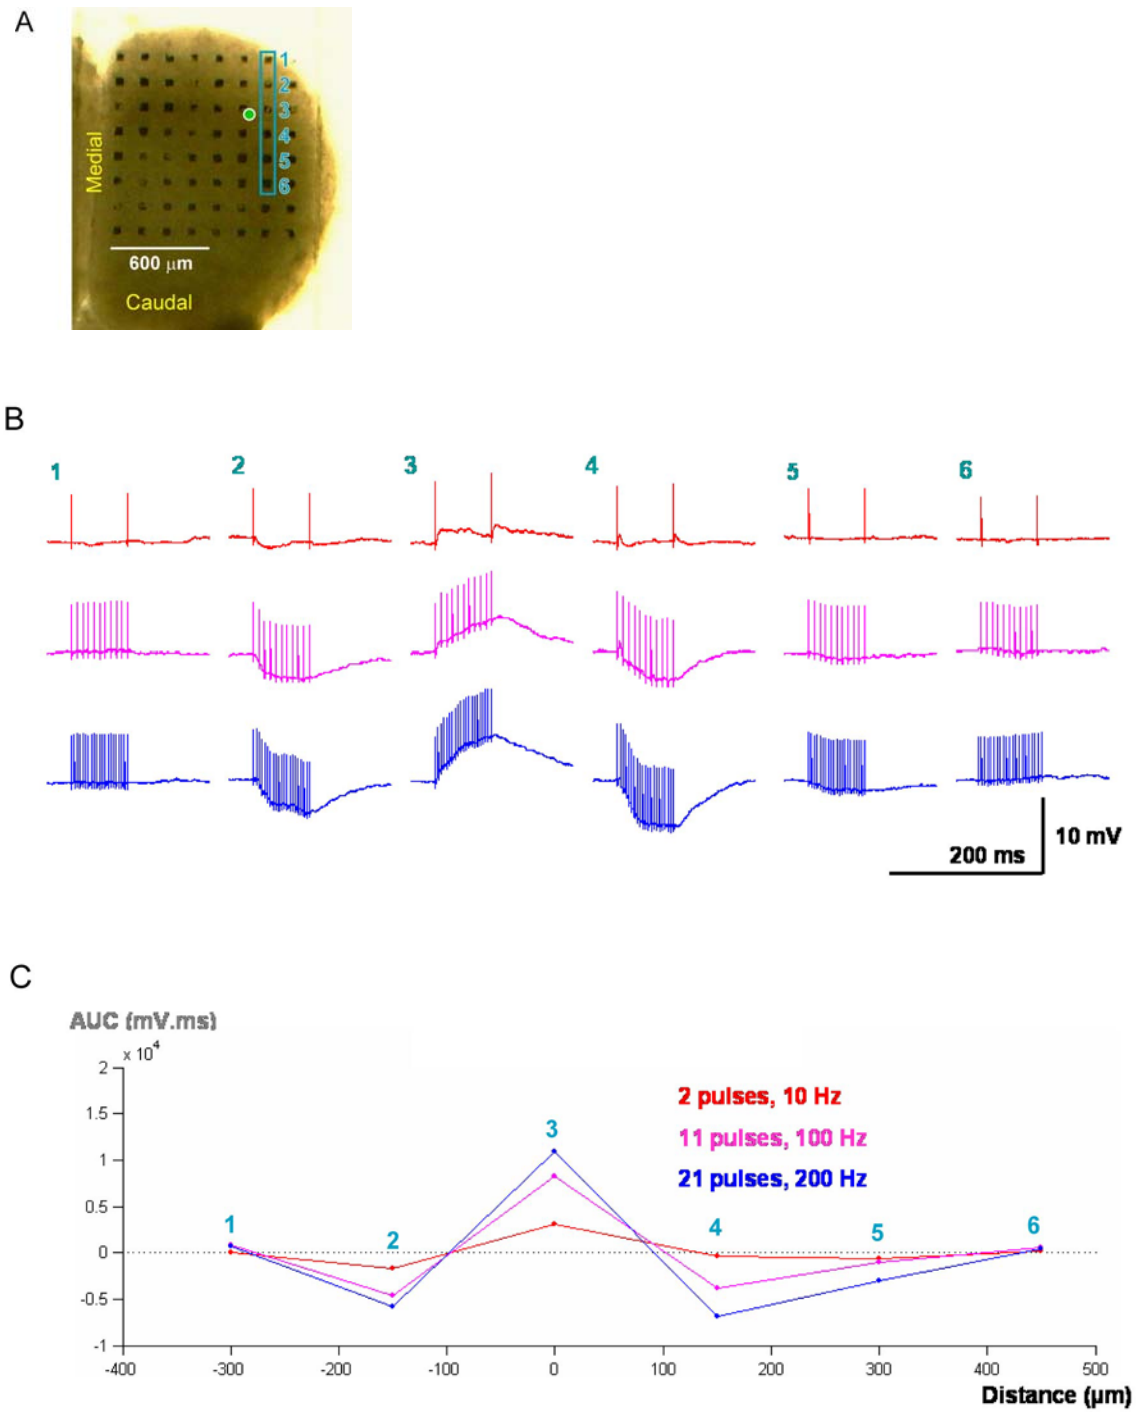 A
1
2
3
4
5
6
Medial
600 µm
Caudal
B
1 2 3 4 5 6
200 ms
10 mV
C
AUC (mV.ms)
x 10⁴
2
1.5
1
0.5
0
-0.5
-1
2 pulses, 10 Hz
11 pulses, 100 Hz
21 pulses, 200 Hz
1 2 3 4 5 6
-400 -300 -200 -100 0 100 200 300 400 500
Distance (µm)